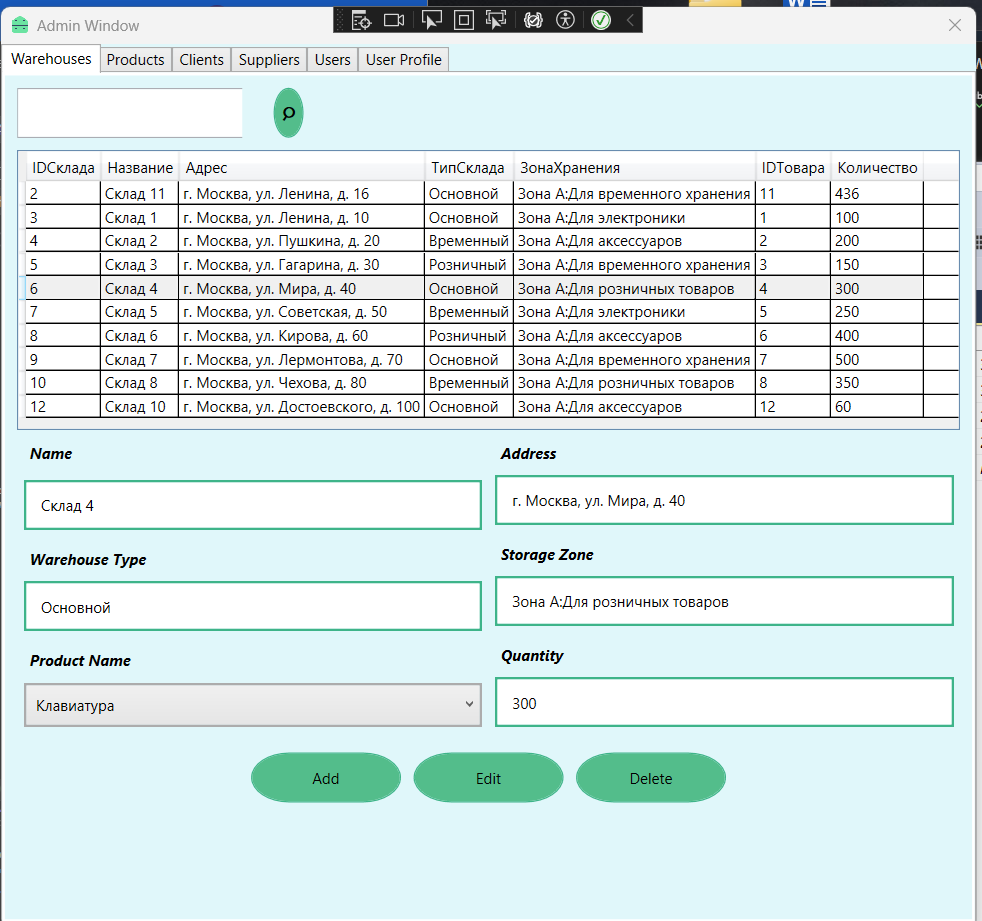 Admin Window
Warehouses Products Clients Suppliers Users User Profile
IDСклада Название Адрес ТипСклада ЗонаХранения IDТовара Количество
2 Склад 11 г. Москва, ул. Ленина, д. 16 Основной Зона А:Для временного хранения 11 436
3 Склад 1 г. Москва, ул. Ленина, д. 10 Основной Зона А:Для электроники 1 100
4 Склад 2 г. Москва, ул. Пушкина, д. 20 Временный Зона А:Для аксессуаров 2 200
5 Склад 3 г. Москва, ул. Гагарина, д. 30 Розничный Зона А:Для временного хранения 3 150
6 Склад 4 г. Москва, ул. Мира, д. 40 Основной Зона А:Для розничных товаров 4 300
7 Склад 5 г. Москва, ул. Советская, д. 50 Временный Зона А:Для электроники 5 250
8 Склад 6 г. Москва, ул. Кирова, д. 60 Розничный Зона А:Для аксессуаров 6 400
9 Склад 7 г. Москва, ул. Лермонтова, д. 70 Основной Зона А:Для временного хранения 7 500
10 Склад 8 г. Москва, ул. Чехова, д. 80 Временный Зона А:Для розничных товаров 8 350
12 Склад 10 г. Москва, ул. Достоевского, д. 100 Основной Зона А:Для аксессуаров 12 60
Name Address
Склад 4 г. Москва, ул. Мира, д. 40
Warehouse Type Storage Zone
Основной Зона А:Для розничных товаров
Product Name Quantity
Клавиатура 300
Add Edit Delete